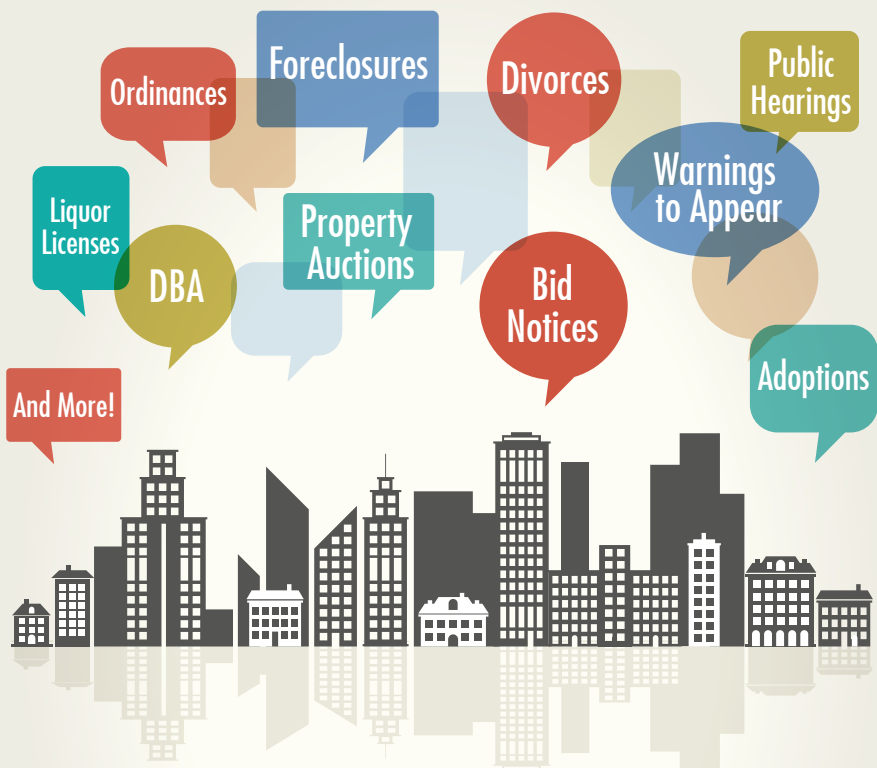 Foreclosures
Ordinances
Divorces
Public
Hearings
Warnings
to Appear
Liquor
Licenses
DBA
Property
Auctions
Bid
Notices
Adoptions
And More!